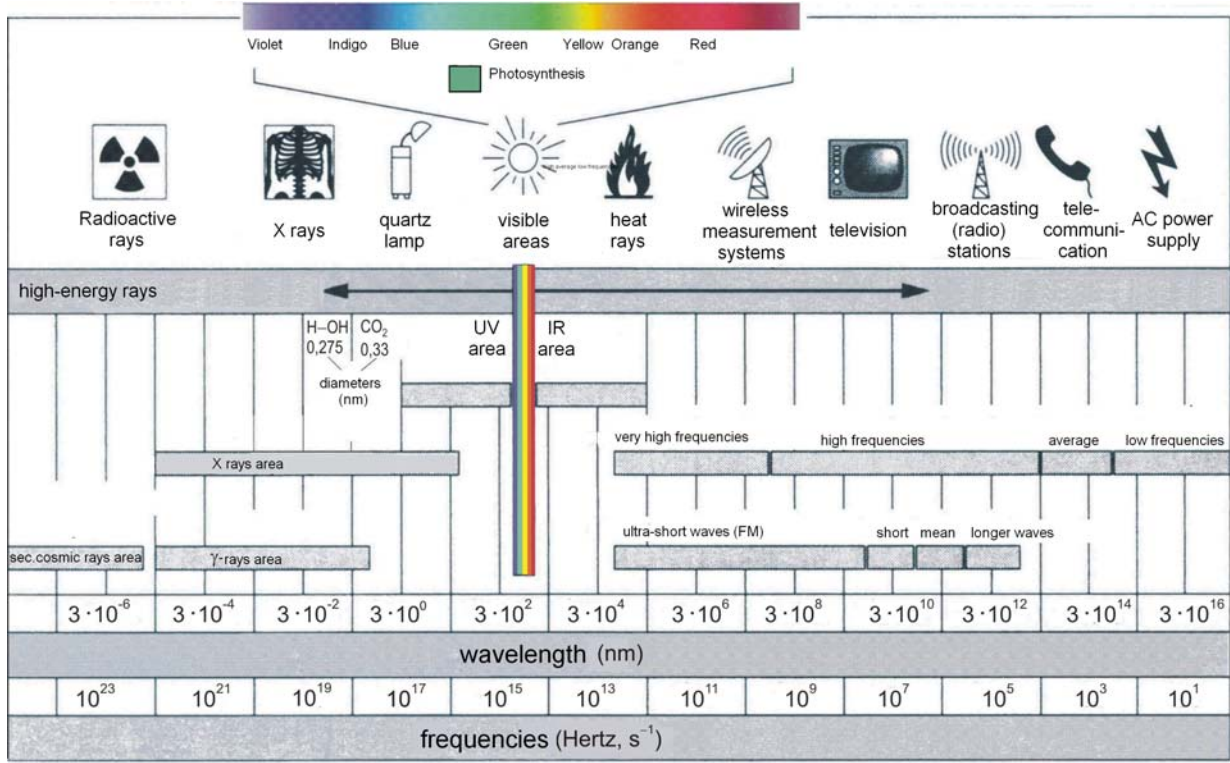 Violet Indigo Blue Green Yellow Orange Red
Photosynthesis
high average low frequenc
Radioactive
rays
X rays
quartz
lamp
visible
areas
heat
rays
wireless
measurement
systems
television
broadcasting
(radio)
stations
tele-
communi-
cation
AC power
supply
high-energy rays
H–OH
0,275
CO₂
0,33
diameters
(nm)
UV
area
IR
area
very high frequencies high frequencies average low frequencies
X rays area
ultra-short waves (FM) short mean longer waves
sec.cosmic rays area γ-rays area
3·10⁻⁶ 3·10⁻⁴ 3·10⁻² 3·10⁰ 3·10² 3·10⁴ 3·10⁶ 3·10⁸ 3·10¹⁰ 3·10¹² 3·10¹⁴ 3·10¹⁶
wavelength (nm)
10²³ 10²¹ 10¹⁹ 10¹⁷ 10¹⁵ 10¹³ 10¹¹ 10⁹ 10⁷ 10⁵ 10³ 10¹
frequencies (Hertz, s⁻¹)